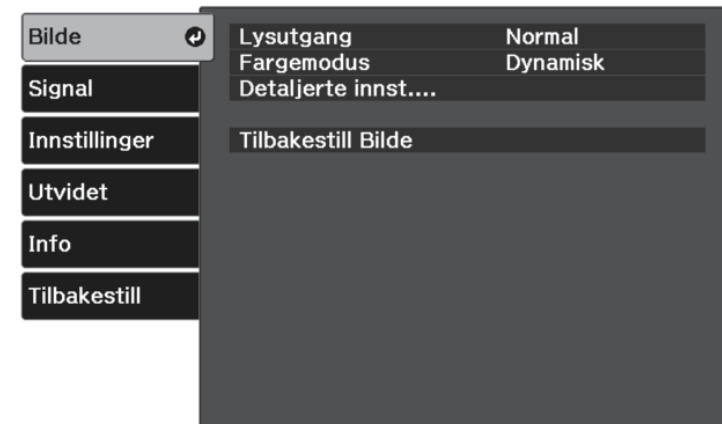 Bilde
Signal
Innstillinger
Utvidet
Info
Tilbakestill
Lysutgang Normal
Fargemodus Dynamisk
Detaljerte innst....
Tilbakestill Bilde